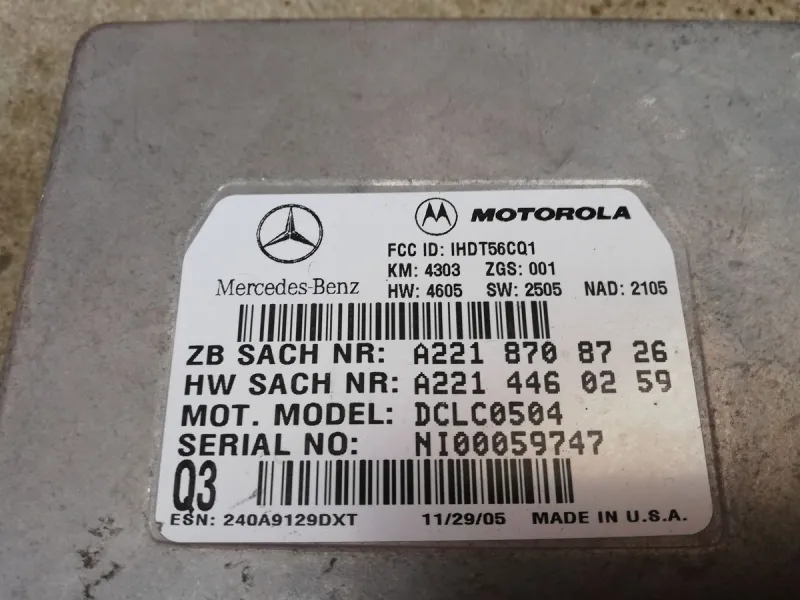 MOTOROLA
FCC ID: IHDT56CQ1
KM: 4303 ZGS: 001
Mercedes-Benz
HW: 4605 SW: 2505 NAD: 2105
ZB SACH NR: A221 870 87 26
HW SACH NR: A221 446 02 59
MOT. MODEL: DCLC0504
SERIAL NO: NI00059747
Q3
ESN: 240A9129DXT 11/29/05 MADE IN U.S.A.